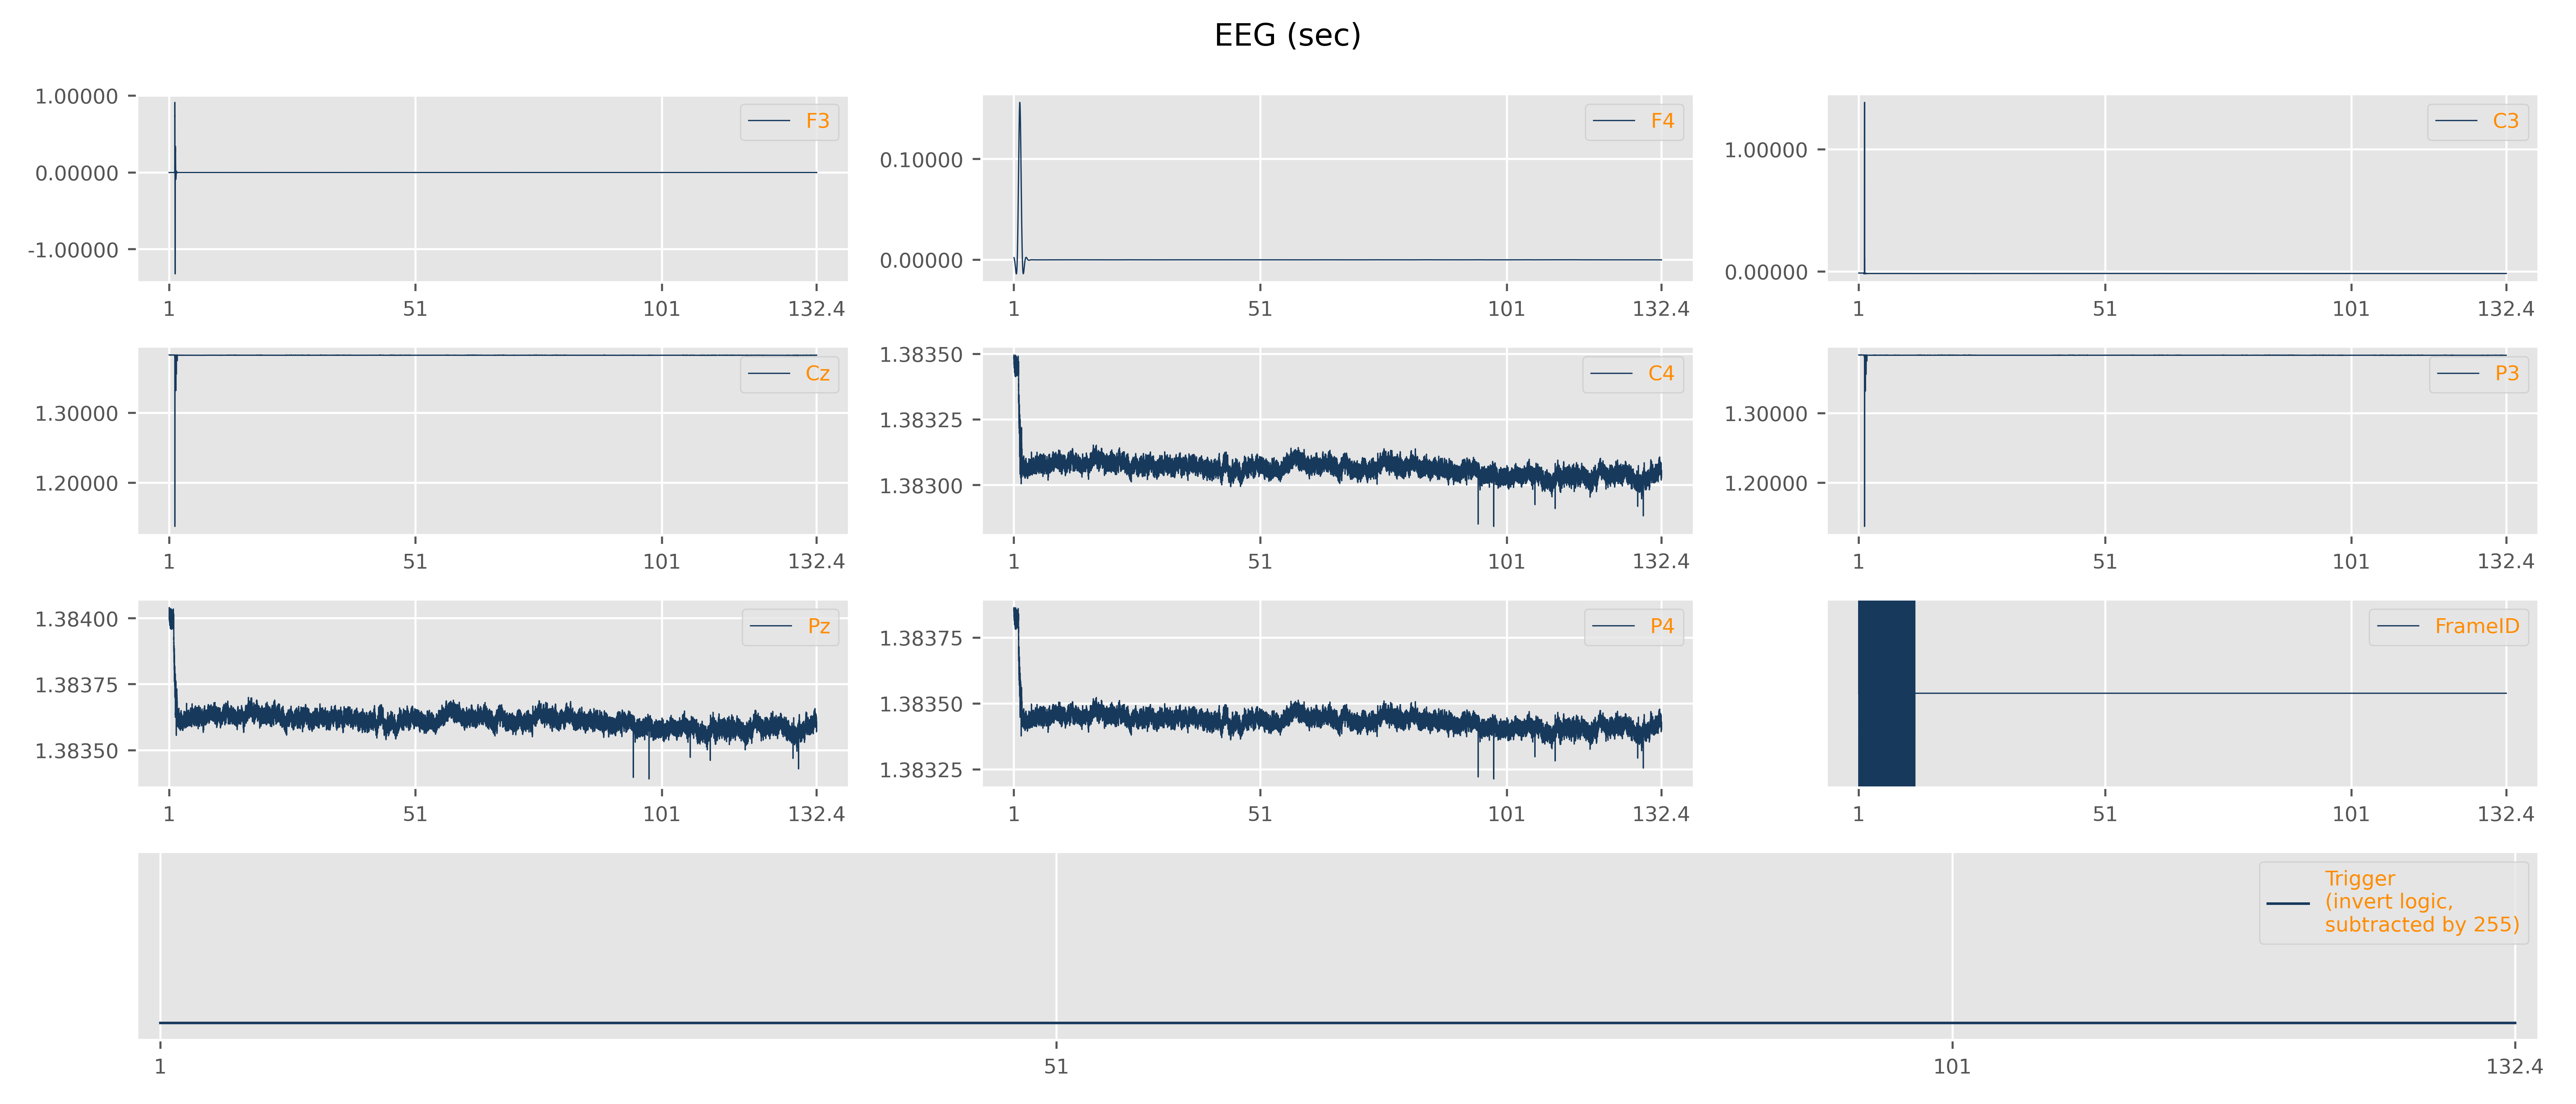 EEG (sec)
1.00000
0.00000
-1.00000
F3
1 51 101 132.4
0.10000
0.00000
F4
1 51 101 132.4
1.00000
0.00000
C3
1 51 101 132.4
1.30000
1.20000
Cz
1 51 101 132.4
1.38350
1.38325
1.38300
C4
1 51 101 132.4
1.30000
1.20000
P3
1 51 101 132.4
1.38400
1.38375
1.38350
Pz
1 51 101 132.4
1.38375
1.38350
1.38325
P4
1 51 101 132.4
FrameID
1 51 101 132.4
Trigger
(invert logic,
subtracted by 255)
1 51 101 132.4